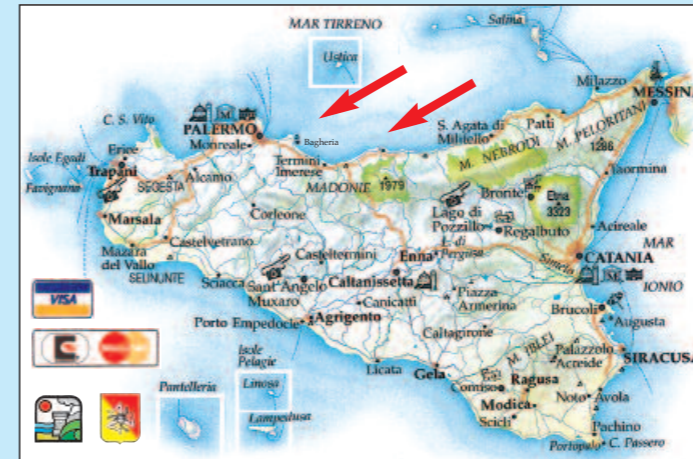 MAR TIRRENO
Ustica
Salina
Milazzo
MESSINA
C. S. Vito
PALERMO
Monreale
Bagheria
S. Agata di
Militello
Patti
M. PELORITANI
1286
M. NEBRODI
Isole Egadi
Favignana
Erice
Trapani
SEGESTA
Alcamo
Termini
Imerese
MADONIE
1979
Taormina
Bronte
Etna
3323
Marsala
Corleone
Lago di
Pozzillo
Regalbuto
Acireale
MAR
IONIO
Castelvetrano
Mazara
del Vallo
SELINUNTE
Sciacca
Casteltermini
Enna
L. di
Pergusa
Simeto
CATANIA
Sant'Angelo
Muxaro
Caltanissetta
Canicatti
Piazza
Armerina
Brucoli
Augusta
VISA
Porto Empedocle
Agrigento
Caltagirone
M. IBLEI
Palazzolo
Acreide
SIRACUSA
MasterCard
Isole
Pelagie
Linosa
Lampedusa
Pantelleria
Licata
Gela
Comiso
Ragusa
Modica
Scicli
Noto
Avola
Pachino
Portopalo
C. Passero